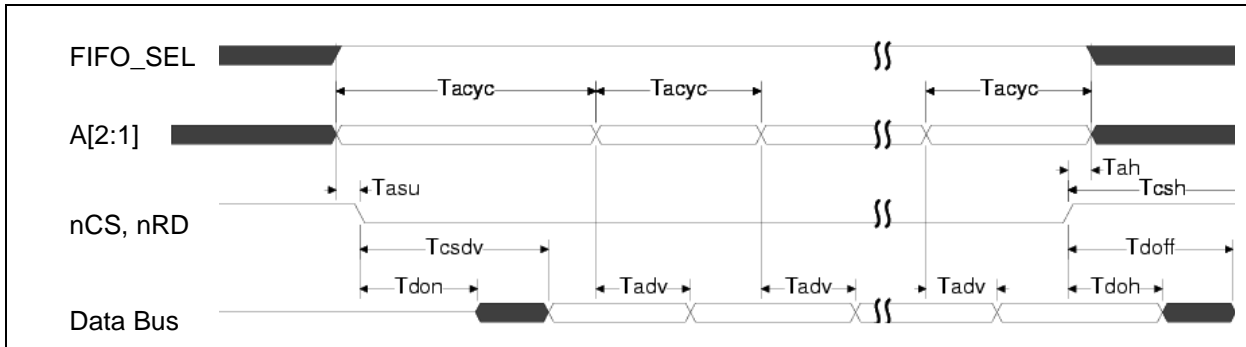 FIFO_SEL
Tacyc Tacyc Tacyc
A[2:1]
Tah
Tasu Tcsh
nCS, nRD
Tcsdv Tdoff
Tdon Tadv Tadv Tadv Tdoh
Data Bus